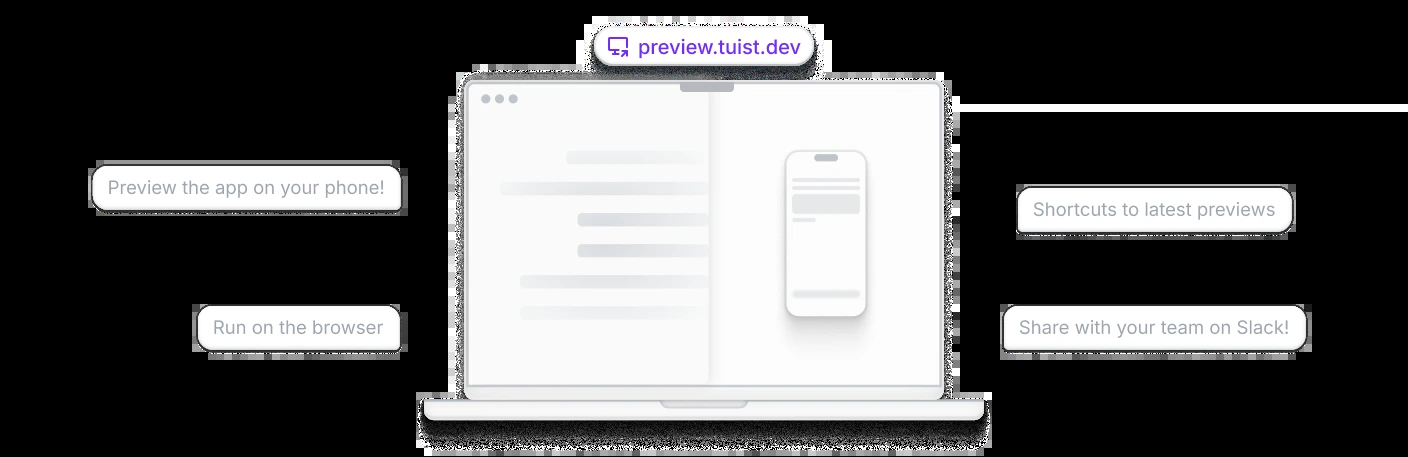 preview.tuist.dev
Preview the app on your phone!
Shortcuts to latest previews
Run on the browser
Share with your team on Slack!